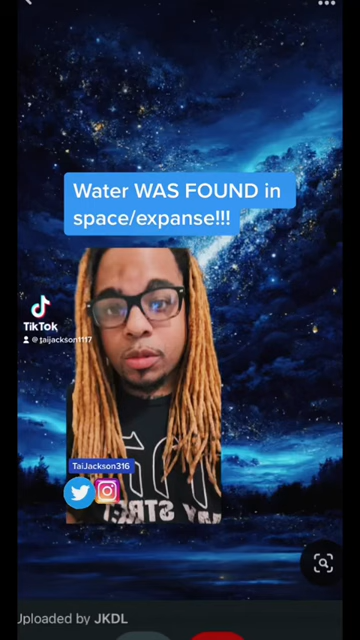 Water WAS FOUND in
space/expanse!!!
TikTok
@taijackson1117
TaiJackson316
Uploaded by JKDL